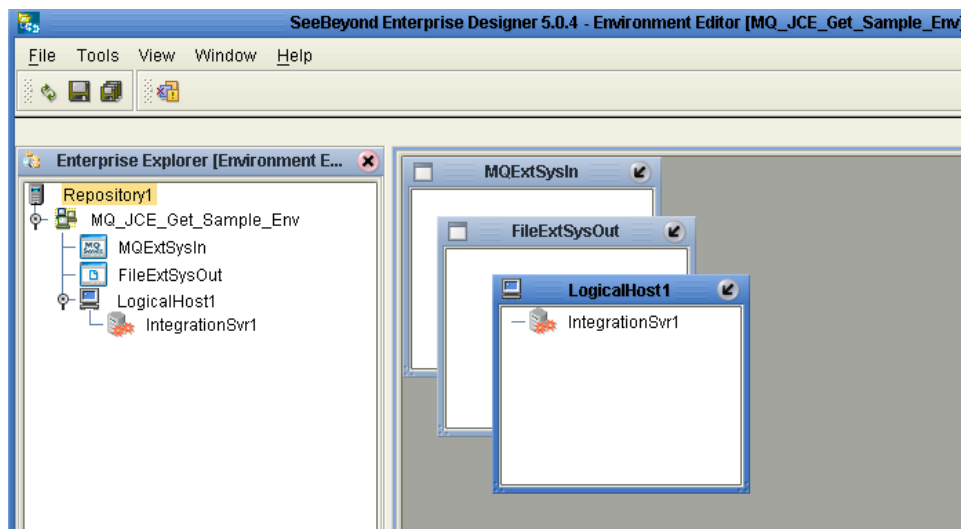 SeeBeyond Enterprise Designer 5.0.4 - Environment Editor [MQ_JCE_Get_Sample_Env]
File Tools View Window Help
Enterprise Explorer [Environment E...
Repository1
MQ_JCE_Get_Sample_Env
MQExtSysIn
FileExtSysOut
LogicalHost1
IntegrationSvr1
MQExtSysIn
FileExtSysOut
LogicalHost1
IntegrationSvr1